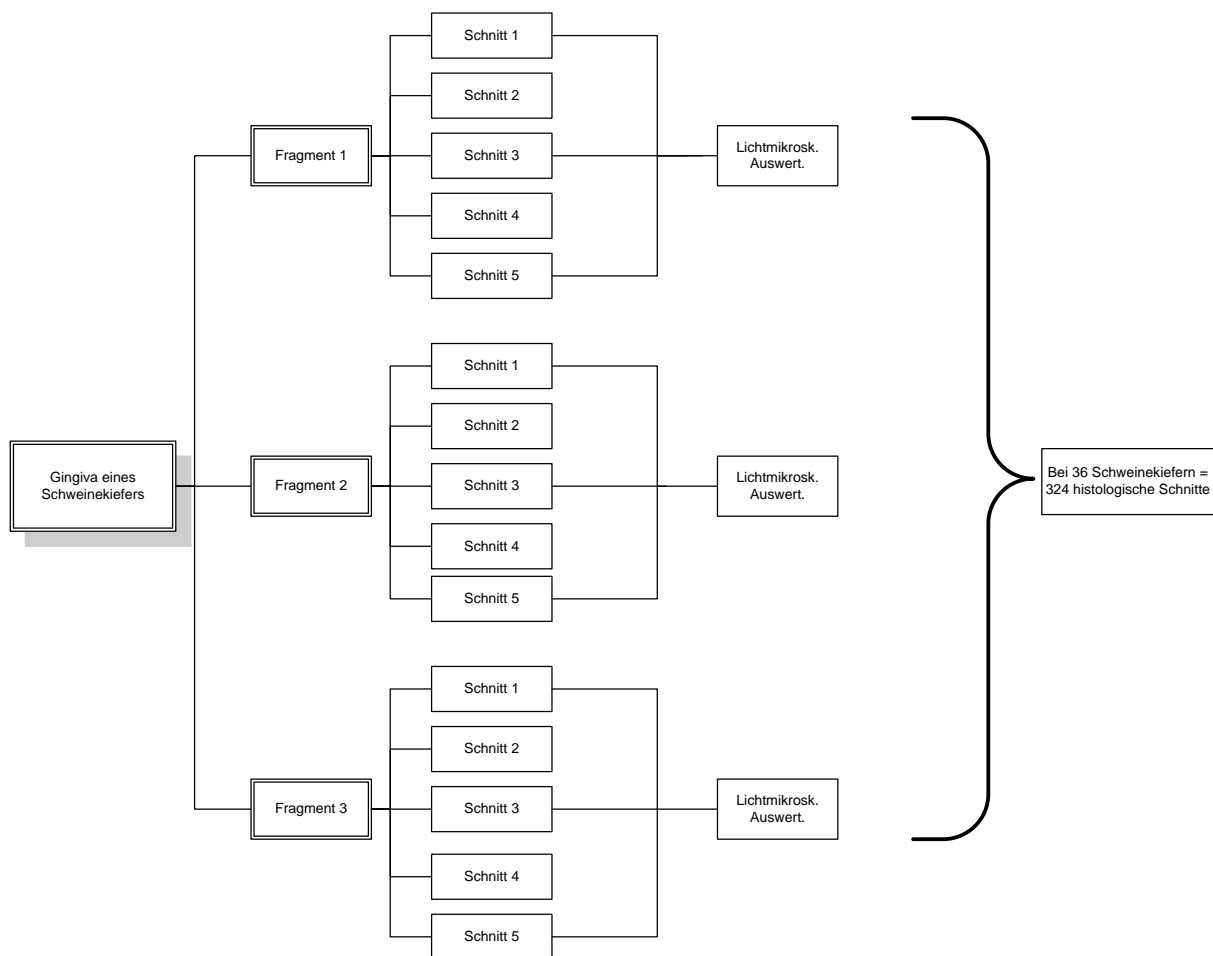 Gingiva eines
Schweinekiefers
Fragment 1
Schnitt 1
Schnitt 2
Schnitt 3
Schnitt 4
Schnitt 5
Lichtmikrosk.
Auswert.
Fragment 2
Schnitt 1
Schnitt 2
Schnitt 3
Schnitt 4
Schnitt 5
Lichtmikrosk.
Auswert.
Fragment 3
Schnitt 1
Schnitt 2
Schnitt 3
Schnitt 4
Schnitt 5
Lichtmikrosk.
Auswert.
Bei 36 Schweinekiefern =
324 histologische Schnitte